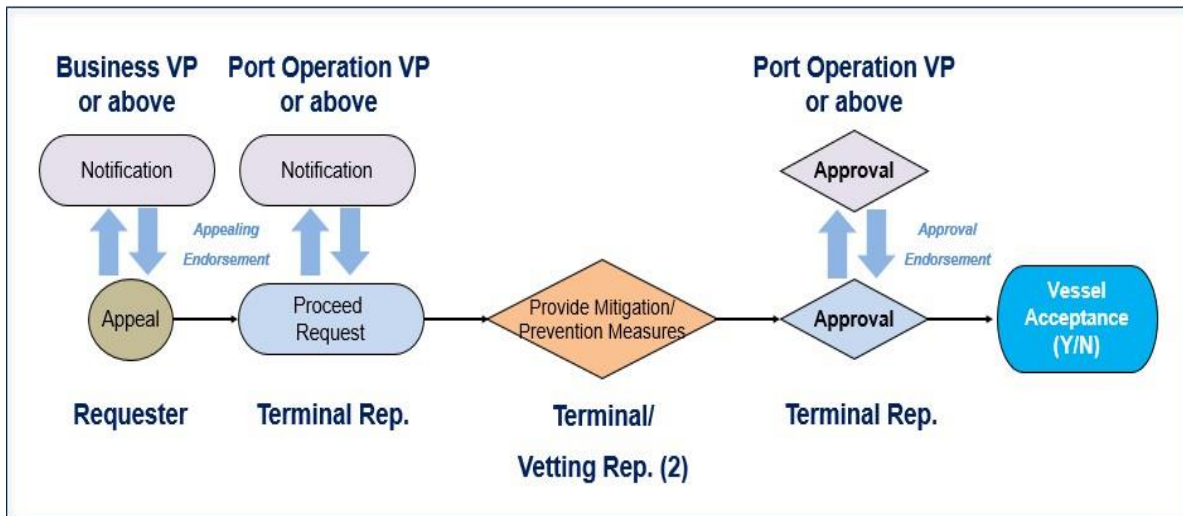 Business VP
or above
Port Operation VP
or above
Port Operation VP
or above
Notification
Notification
Approval
Appealing
Endorsement
Approval
Endorsement
Appeal
Proceed
Request
Provide Mitigation/
Prevention Measures
Approval
Vessel
Acceptance
(Y/N)
Requester
Terminal Rep.
Terminal/
Vetting Rep. (2)
Terminal Rep.